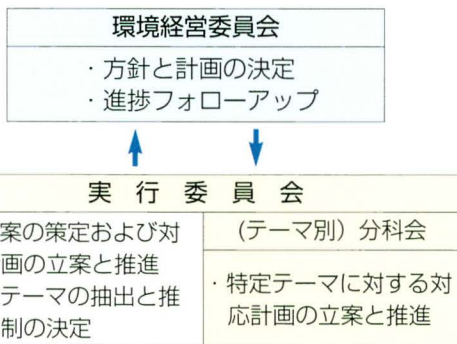 環境経営委員会
・方針と計画の決定
・進捗フォローアップ
実行委員会
案の策定および対
画の立案と推進
テーマの抽出と推
制の決定
(テーマ別)分科会
・特定テーマに対する対
応計画の立案と推進